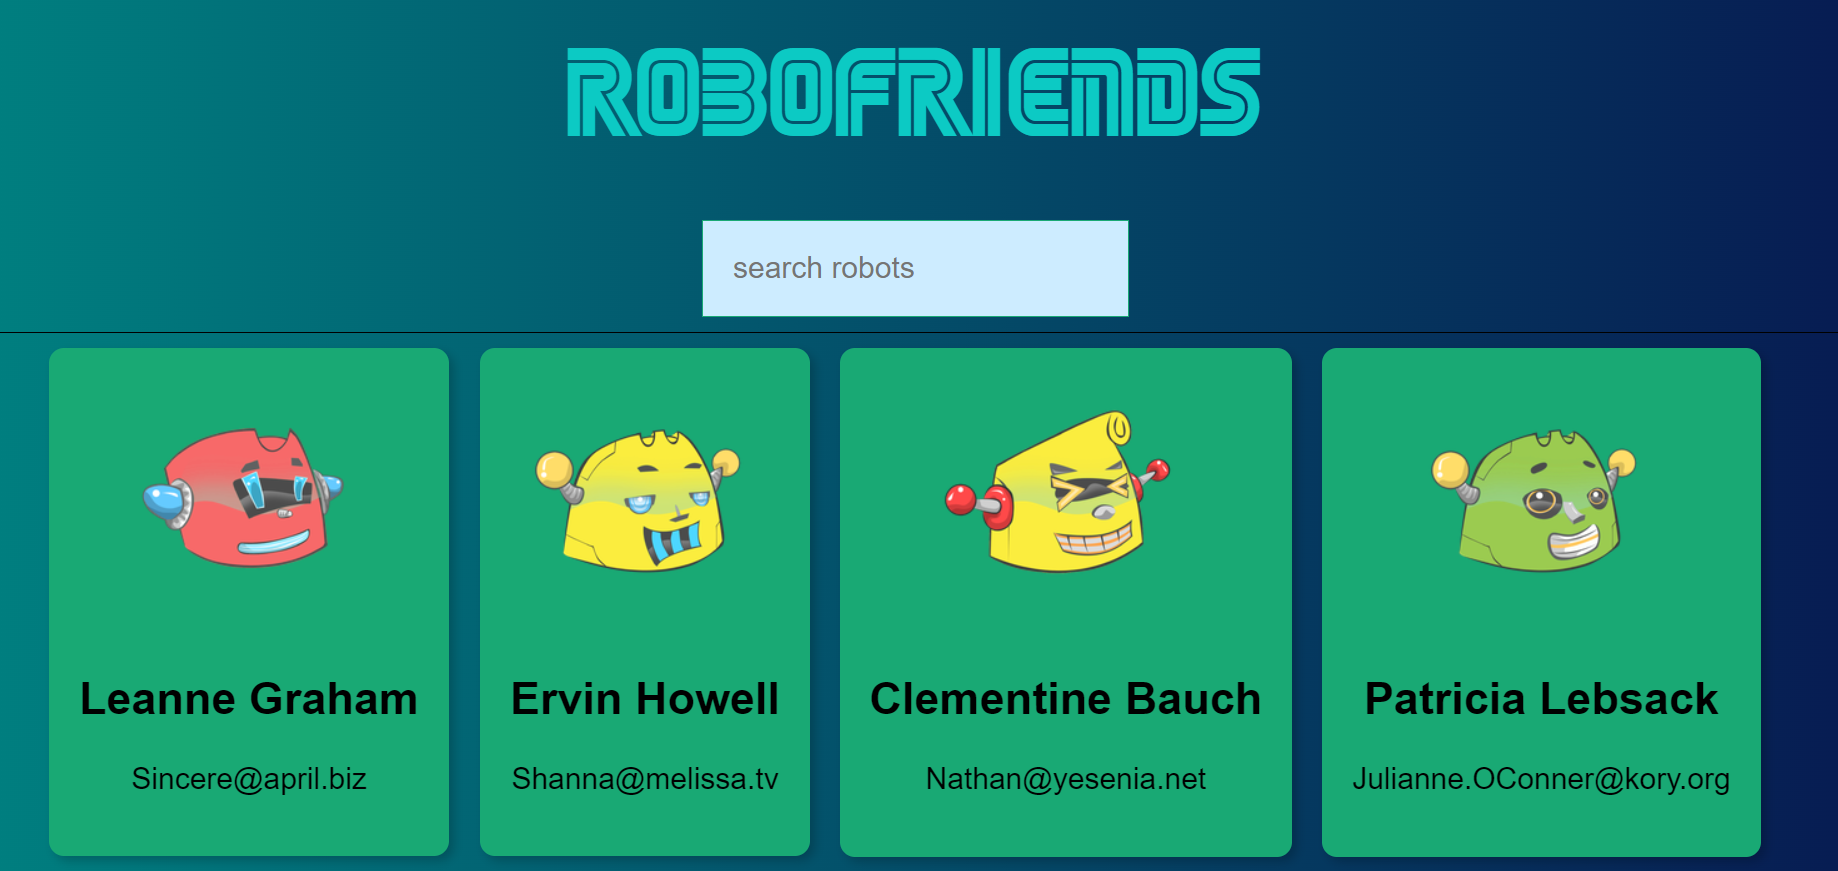 ROBOFRIENDS
search robots
Leanne Graham
Sincere@april.biz
Ervin Howell
Shanna@melissa.tv
Clementine Bauch
Nathan@yesenia.net
Patricia Lebsack
Julianne.OConner@kory.org